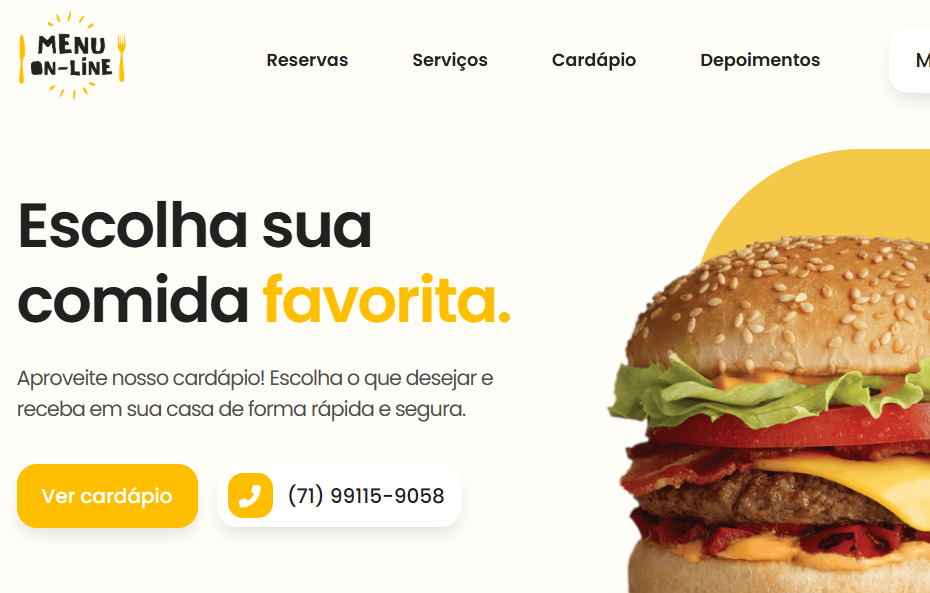 MENU
ON-LINE
Reservas
Serviços
Cardápio
Depoimentos
M
Escolha sua
comida favorita.
Aproveite nosso cardápio! Escolha o que desejar e
receba em sua casa de forma rápida e segura.
Ver cardápio
(71) 99115-9058